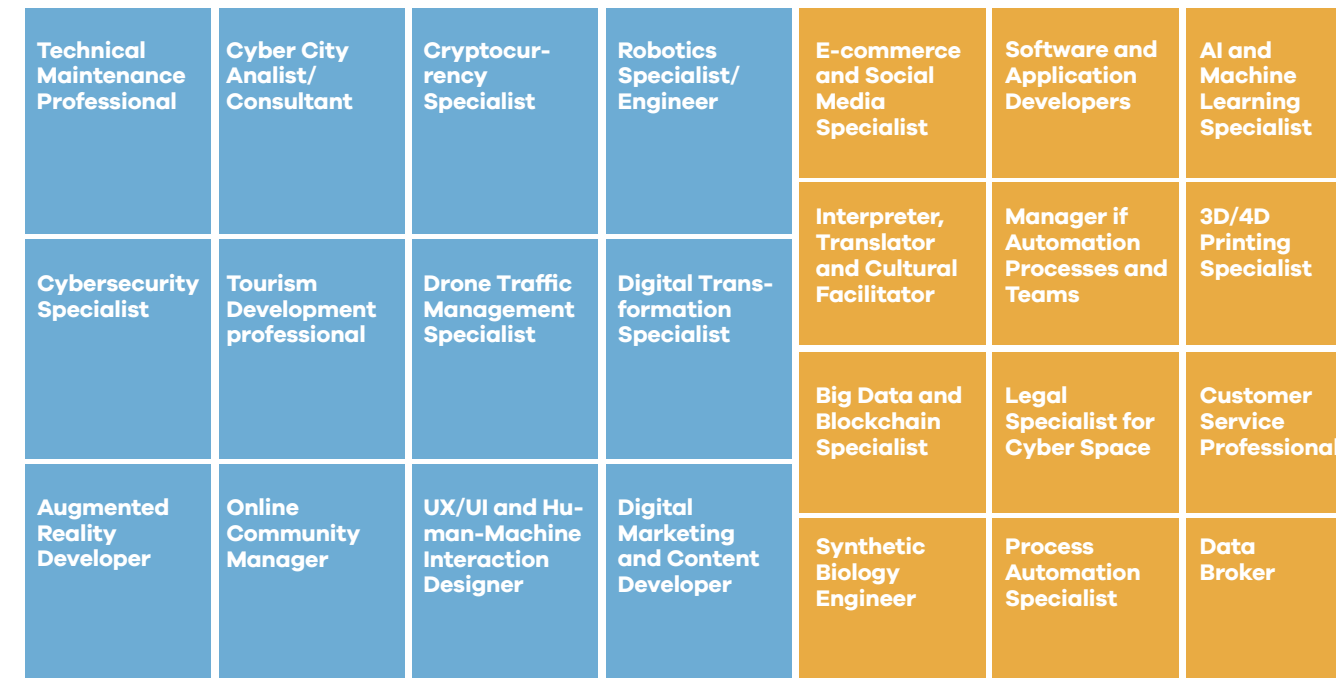 Technical
Maintenance
Professional
Cyber City
Analist/
Consultant
Cryptocur-
rency
Specialist
Robotics
Specialist/
Engineer
Cybersecurity
Specialist
Tourism
Development
professional
Drone Traffic
Management
Specialist
Digital Trans-
formation
Specialist
Augmented
Reality
Developer
Online
Community
Manager
UX/UI and Hu-
man-Machine
Interaction
Designer
Digital
Marketing
and Content
Developer
E-commerce
and Social
Media
Specialist
Software and
Application
Developers
AI and
Machine
Learning
Specialist
Interpreter,
Translator
and Cultural
Facilitator
Manager if
Automation
Processes and
Teams
3D/4D
Printing
Specialist
Big Data and
Blockchain
Specialist
Legal
Specialist for
Cyber Space
Customer
Service
Professional
Synthetic
Biology
Engineer
Process
Automation
Specialist
Data
Broker